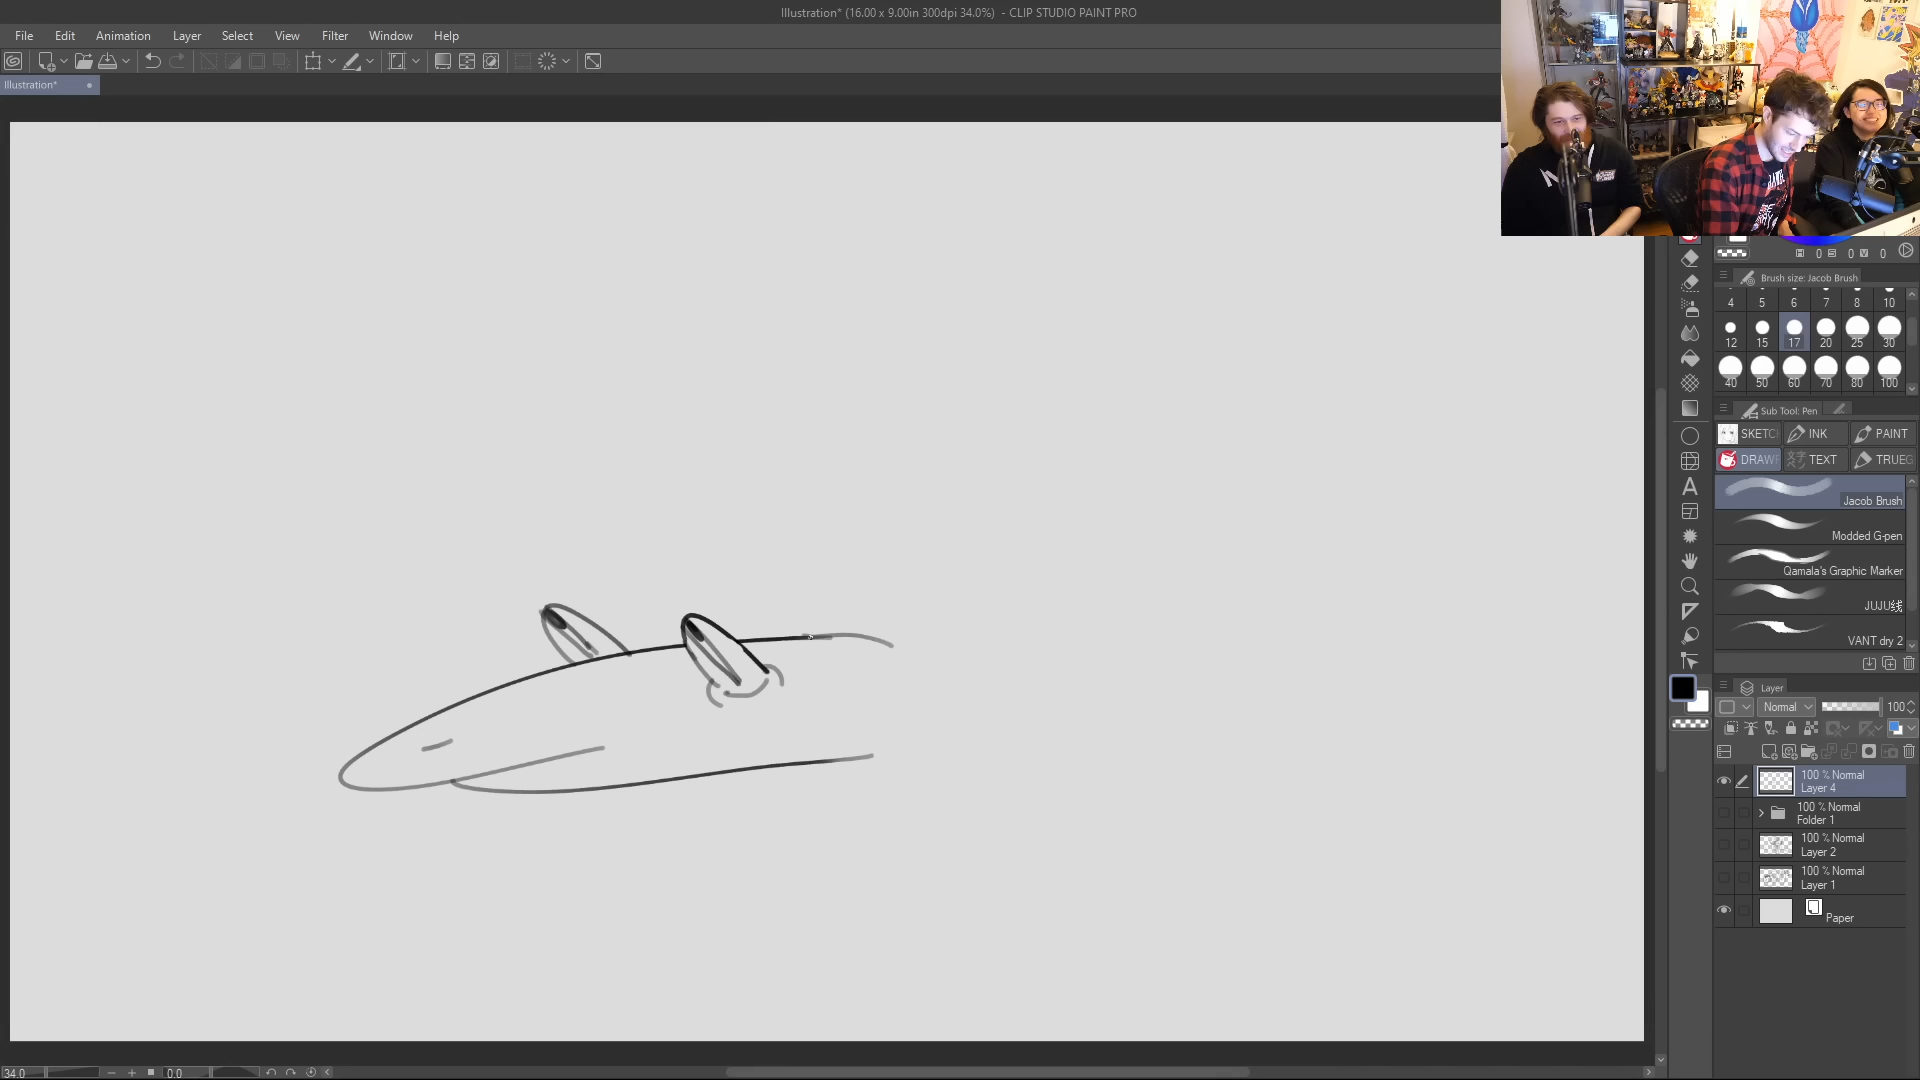 Illustration* (16.00 x 9.00in 300dpi 34.0%) - CLIP STUDIO PAINT PRO
File Edit Animation Layer Select View Filter Window Help
Illustration*
0 0 0
Brush size: Jacob Brush
4 5 6 7 8 10
12 15 17 20 25 30
40 50 60 70 80 100
Sub Tool: Pen
SKETC INK PAINT
DRAW TEXT TRUEG
Jacob Brush
Modded G-pen
Qamala's Graphic Marker
JUJU线
VANT dry 2
Layer
Normal 100
100 % Normal
Layer 4
100 % Normal
Folder 1
100 % Normal
Layer 2
100 % Normal
Layer 1
Paper
34.0 0.0